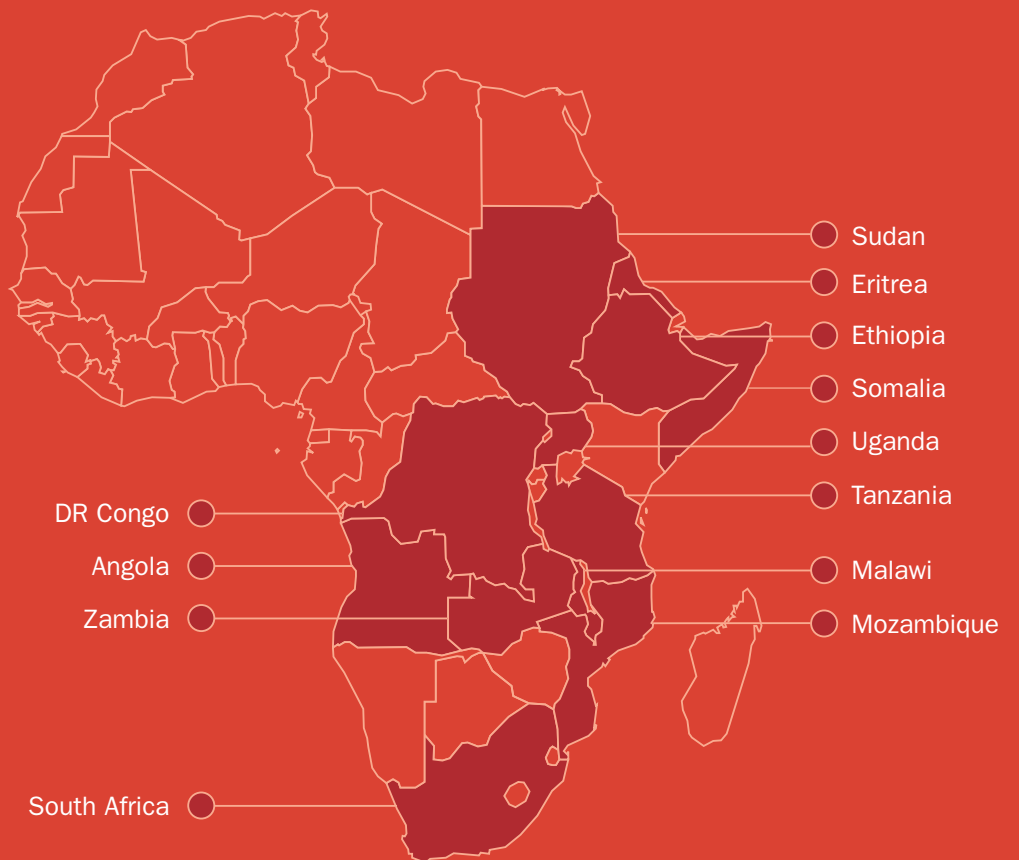 Sudan
Eritrea
Ethiopia
Somalia
Uganda
Tanzania
Malawi
Mozambique
DR Congo
Angola
Zambia
South Africa